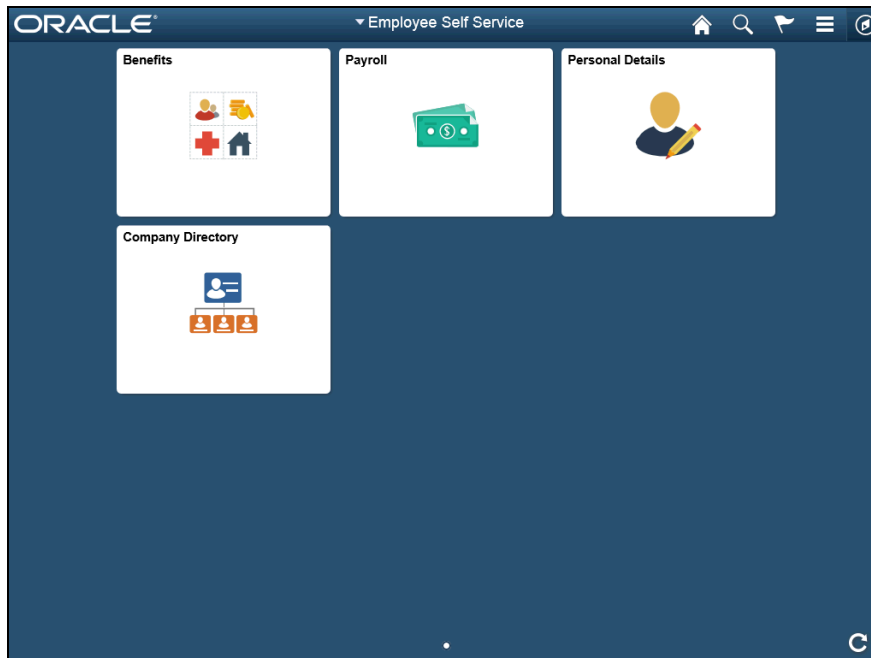 ORACLE
Employee Self Service
Benefits
Payroll
Personal Details
Company Directory